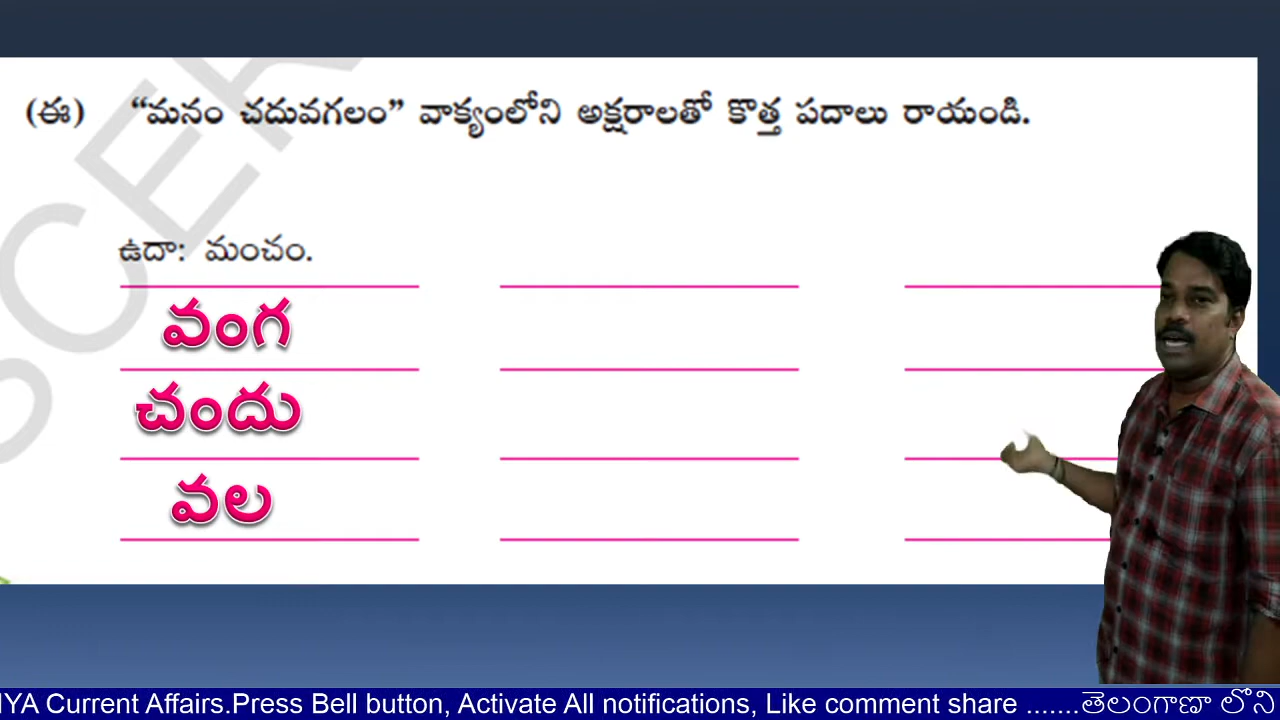 (ఈ) “మనం చదువగలం” వాక్యంలోని అక్షరాలతో కొత్త పదాలు రాయండి.
ఉదా: మంచం.
వంగ
చందు
వల
IYA Current Affairs.Press Bell button, Activate All notifications, Like comment share .......తెలంగాణా లోని